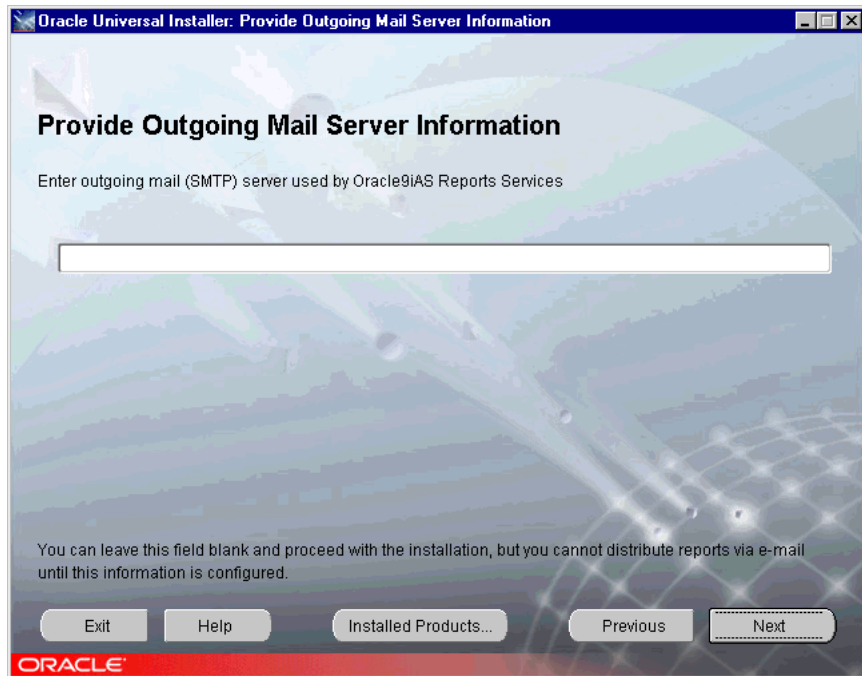 Oracle Universal Installer: Provide Outgoing Mail Server Information
Provide Outgoing Mail Server Information
Enter outgoing mail (SMTP) server used by Oracle9iAS Reports Services
You can leave this field blank and proceed with the installation, but you cannot distribute reports via e-mail
until this information is configured.
Exit Help Installed Products... Previous Next
ORACLE